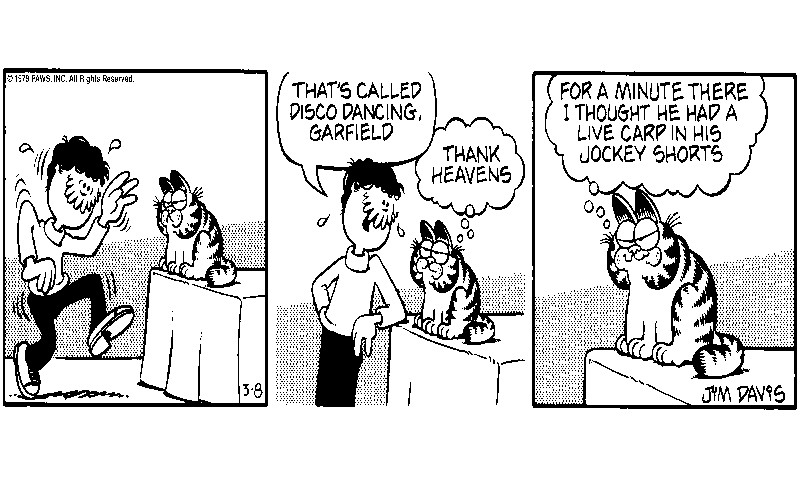 © 1979 PAWS, INC. All Rights Reserved.
3-8
THAT'S CALLED
DISCO DANCING,
GARFIELD
THANK
HEAVENS
FOR A MINUTE THERE
I THOUGHT HE HAD A
LIVE CARP IN HIS
JOCKEY SHORTS
JIM DAVIS